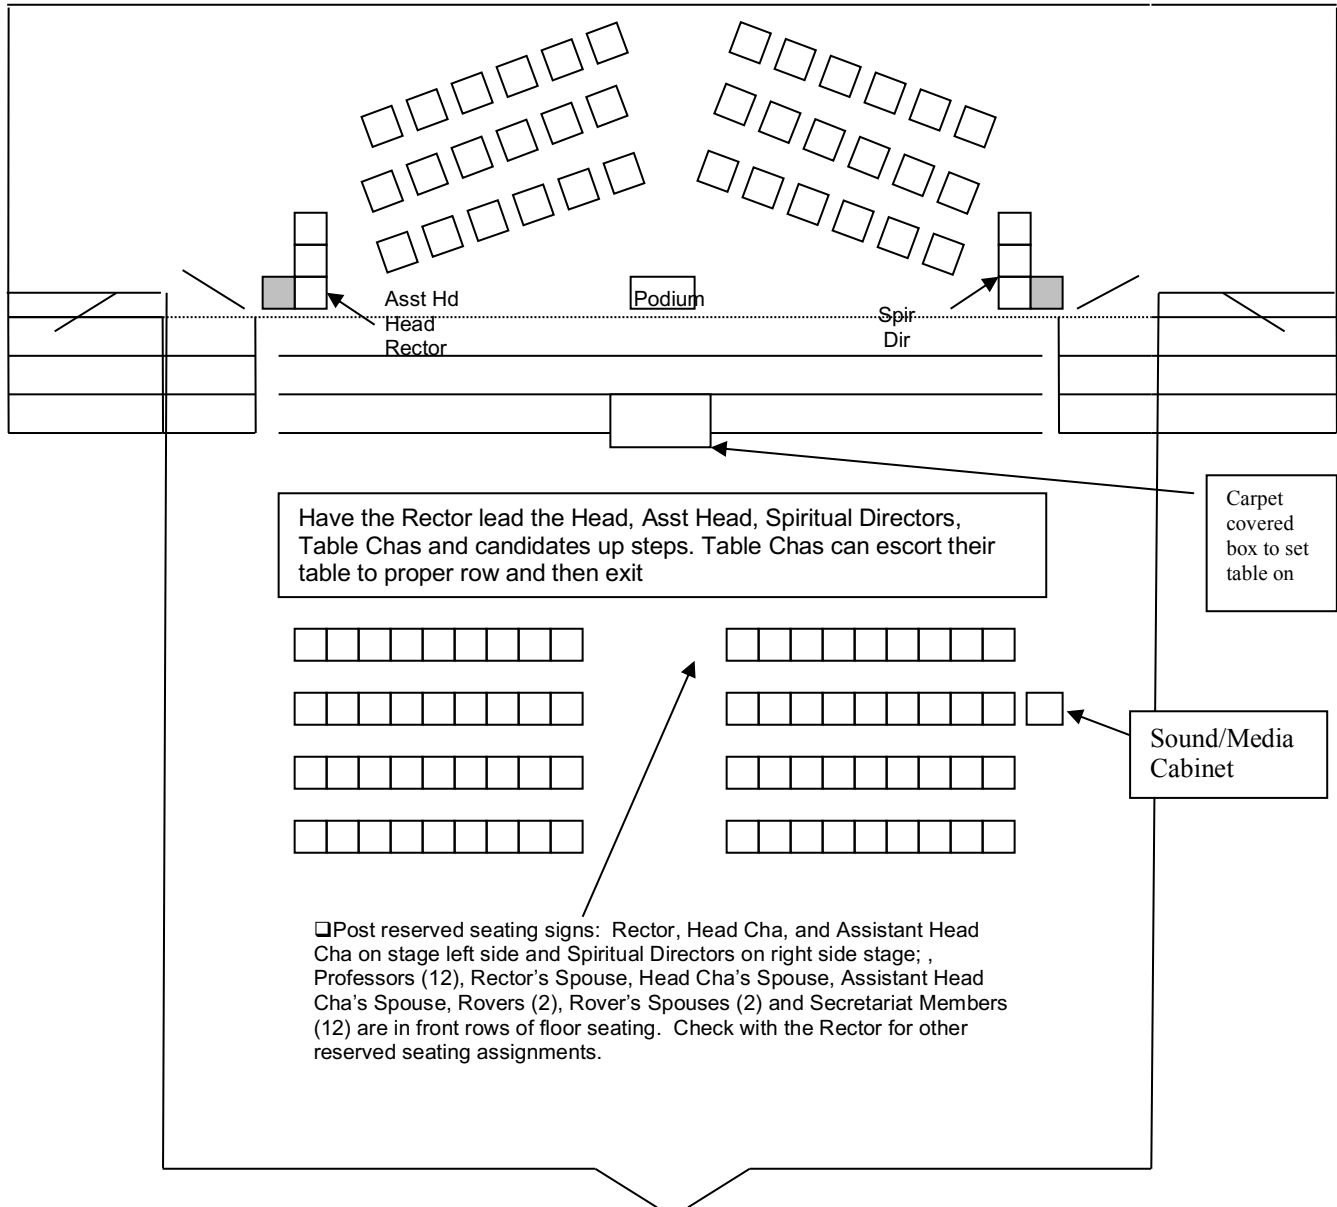 Asst Hd
Head
Rector
Podium
Spir
Dir
Carpet
covered
box to set
table on
Have the Rector lead the Head, Asst Head, Spiritual Directors,
Table Chas and candidates up steps. Table Chas can escort their
table to proper row and then exit
Sound/Media
Cabinet
❑Post reserved seating signs:  Rector, Head Cha, and Assistant Head
Cha on stage left side and Spiritual Directors on right side stage; ,
Professors (12), Rector’s Spouse, Head Cha’s Spouse, Assistant Head
Cha’s Spouse, Rovers (2), Rover’s Spouses (2) and Secretariat Members
(12) are in front rows of floor seating.  Check with the Rector for other
reserved seating assignments.